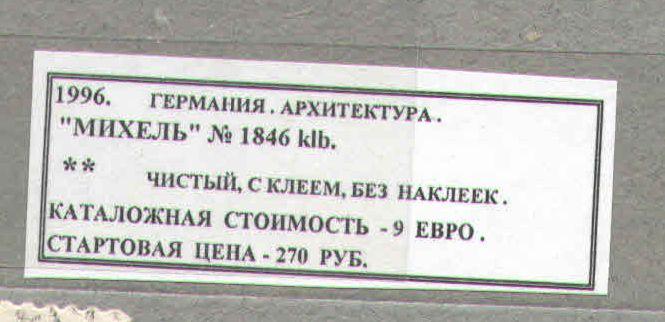 1996. ГЕРМАНИЯ. АРХИТЕКТУРА.
"МИХЕЛЬ" № 1846 klb.
** ЧИСТЫЙ, С КЛЕЕМ, БЕЗ НАКЛЕЕК.
КАТАЛОЖНАЯ СТОИМОСТЬ - 9 ЕВРО.
СТАРТОВАЯ ЦЕНА - 270 РУБ.